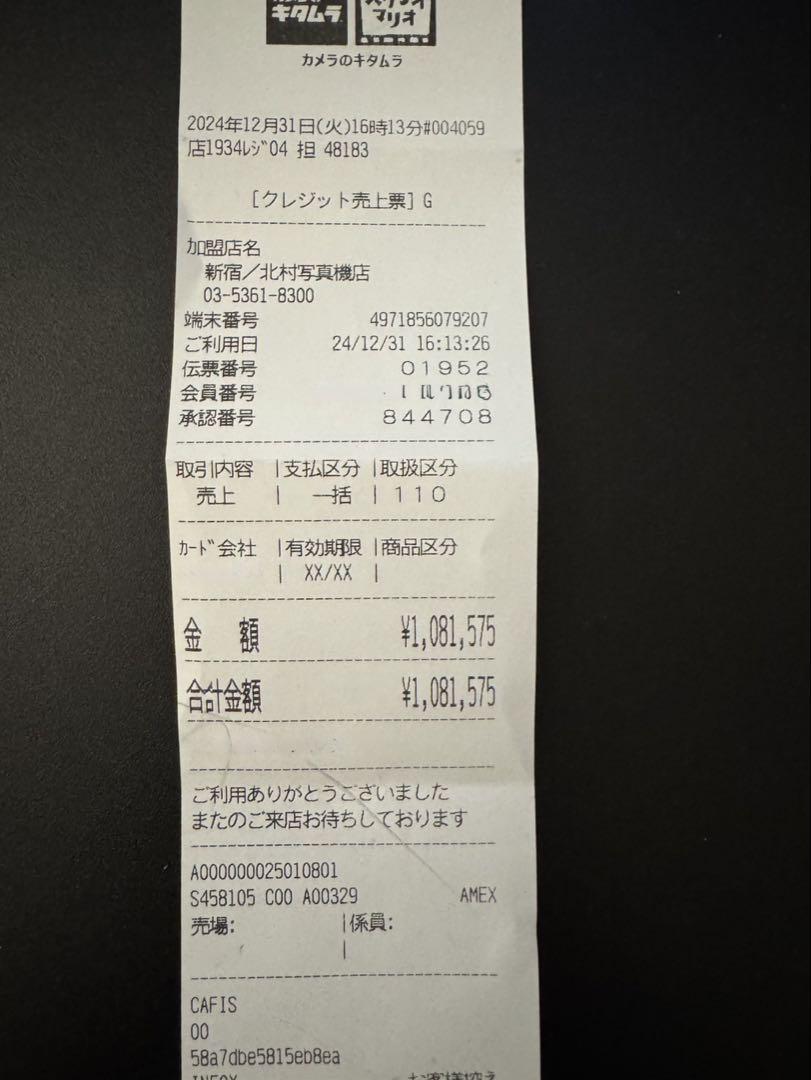 キタムラ
マリオ
カメラのキタムラ
2024年12月31日(火)16時13分#004059
店1934ﾚｼﾞ04 担 48183
[クレジット売上票] G
加盟店名
新宿／北村写真機店
03-5361-8300
端末番号 4971856079207
ご利用日 24/12/31 16:13:26
伝票番号 01952
会員番号
承認番号 844708
取引内容 |支払区分 |取扱区分
売上 | 一括 | 110
ｶｰﾄﾞ会社 |有効期限 |商品区分
| XX/XX |
金 額 ¥1,081,575
合計金額 ¥1,081,575
ご利用ありがとうございました
またのご来店お待ちしております
A000000025010801
S458105 C00 A00329 AMEX
売場: |係員:
|
CAFIS
00
58a7dbe5815eb8ea
INFOX お客様控え